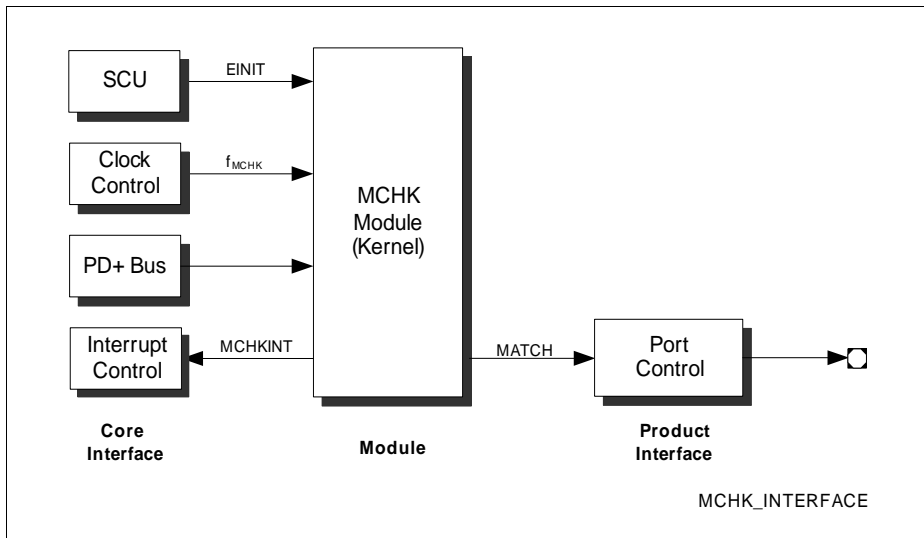 SCU
EINIT
Clock
Control
fMCHK
MCHK
Module
(Kernel)
PD+ Bus
Interrupt
Control
MCHKINT
MATCH
Port
Control
Core
Interface
Module
Product
Interface
MCHK_INTERFACE